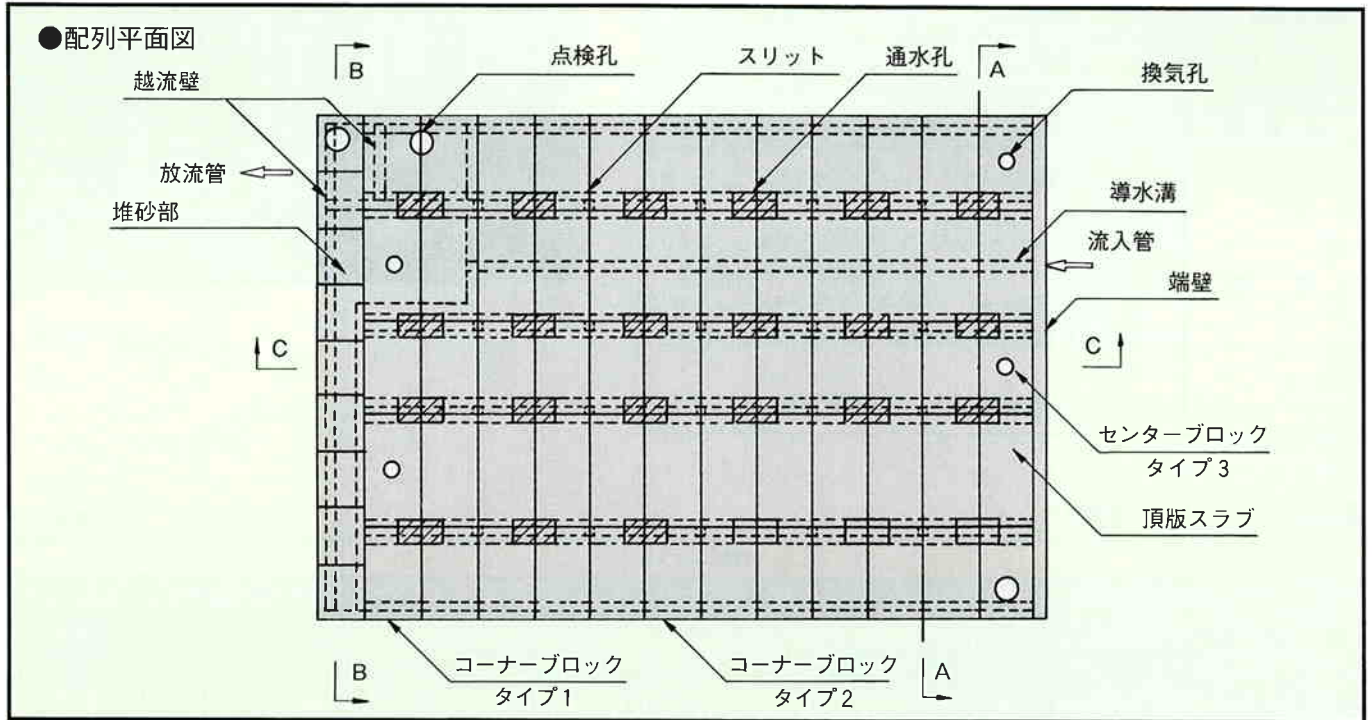 ●配列平面図
B
点検孔
スリット
通水孔
A
換気孔
越流壁
放流管
堆砂部
導水溝
流入管
端壁
C
C
センターブロック
タイプ3
頂版スラブ
B
コーナーブロック
タイプ1
コーナーブロック
タイプ2
A